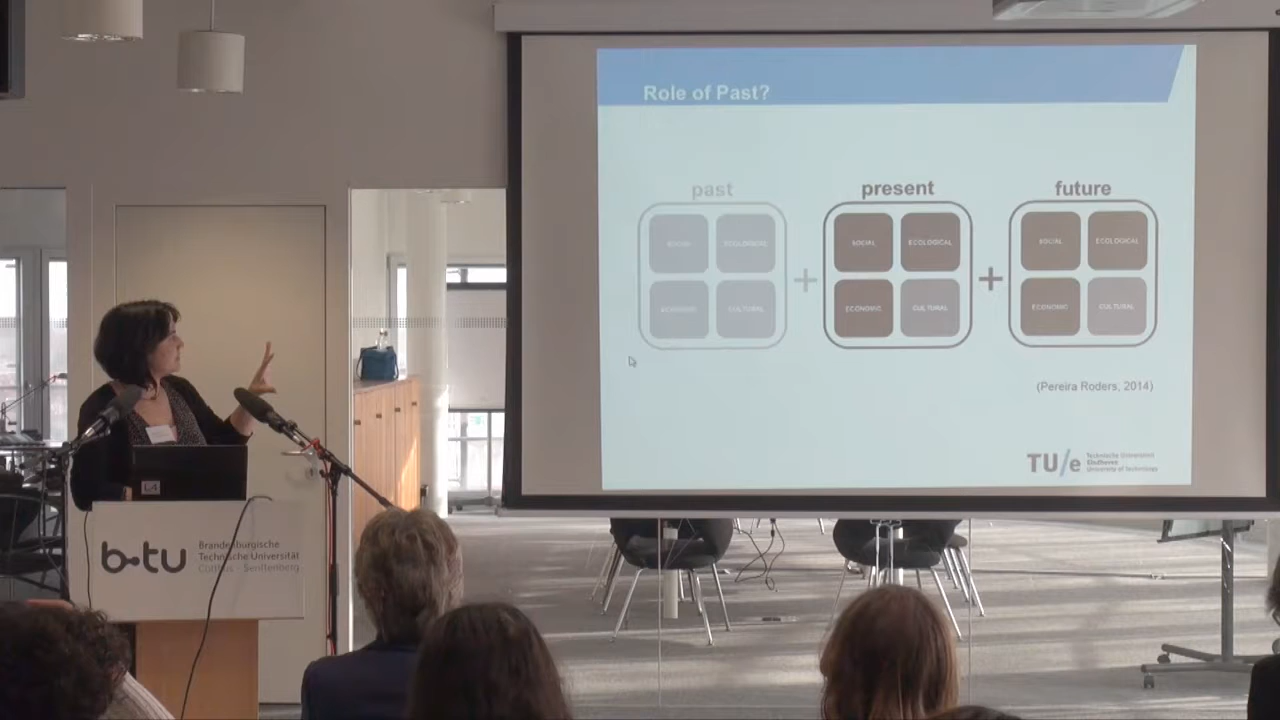 Role of Past?
past
present
future
SOCIAL
ECOLOGICAL
SOCIAL
ECOLOGICAL
SOCIAL
ECOLOGICAL
+
+
ECONOMIC
CULTURAL
ECONOMIC
CULTURAL
ECONOMIC
CULTURAL
(Pereira Roders, 2014)
TU/e
Technische Universiteit
Eindhoven
University of Technology
b-tu
Brandenburgische
Technische Universität
Cottbus - Senftenberg